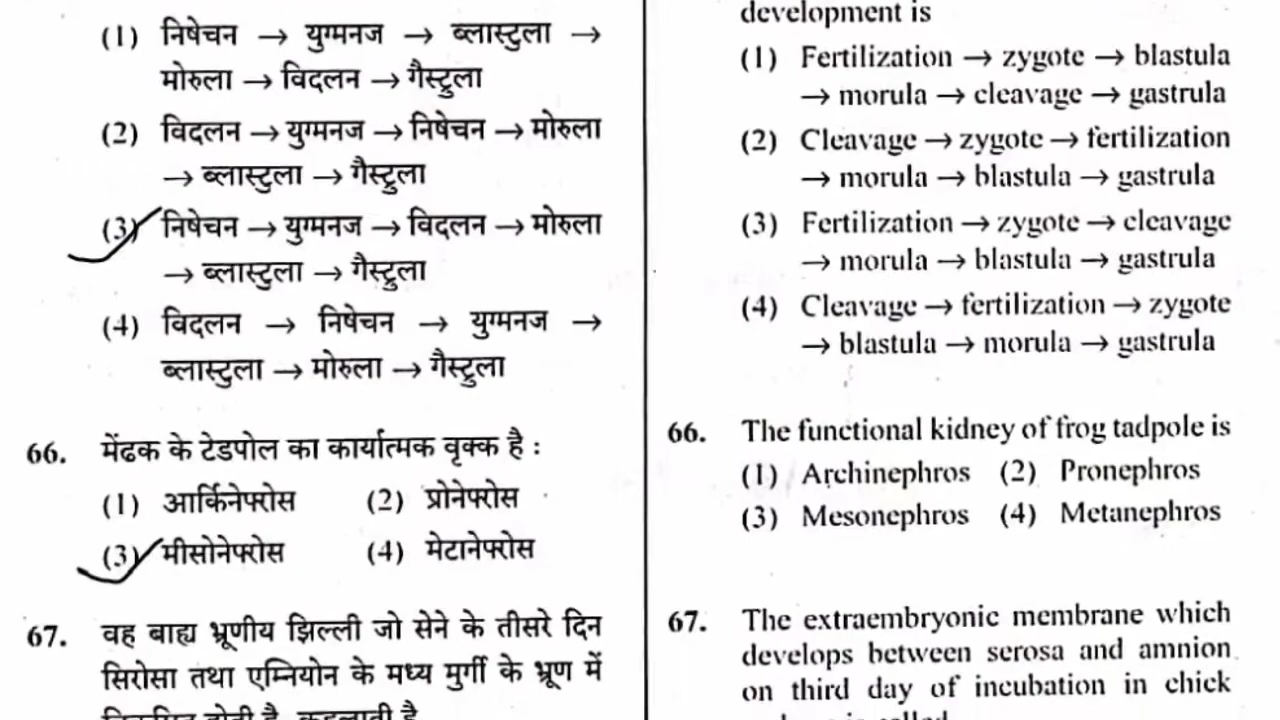 (1) निषेचन → युग्मनज → ब्लास्टुला →
मोरुला → विदलन → गैस्ट्रुला
(2) विदलन → युग्मनज → निषेचन → मोरुला
→ ब्लास्टुला → गैस्ट्रुला
(3) निषेचन → युग्मनज → विदलन → मोरुला
→ ब्लास्टुला → गैस्ट्रुला
(4) विदलन → निषेचन → युग्मनज →
ब्लास्टुला → मोरुला → गैस्ट्रुला
66. मेंढक के टेडपोल का कार्यात्मक वृक्क है :
(1) आर्किनेफ्रोस (2) प्रोनेफ्रोस
(3) मीसोनेफ्रोस (4) मेटानेफ्रोस
67. वह बाह्य भ्रूणीय झिल्ली जो सेने के तीसरे दिन
सिरोसा तथा एम्नियोन के मध्य मुर्गी के भ्रूण में
development is
(1) Fertilization → zygote → blastula
→ morula → cleavage → gastrula
(2) Cleavage → zygote → fertilization
→ morula → blastula → gastrula
(3) Fertilization → zygote → cleavage
→ morula → blastula → gastrula
(4) Cleavage → fertilization → zygote
→ blastula → morula → gastrula
66. The functional kidney of frog tadpole is
(1) Archinephros (2) Pronephros
(3) Mesonephros (4) Metanephros
67. The extraembryonic membrane which
develops between serosa and amnion
on third day of incubation in chick